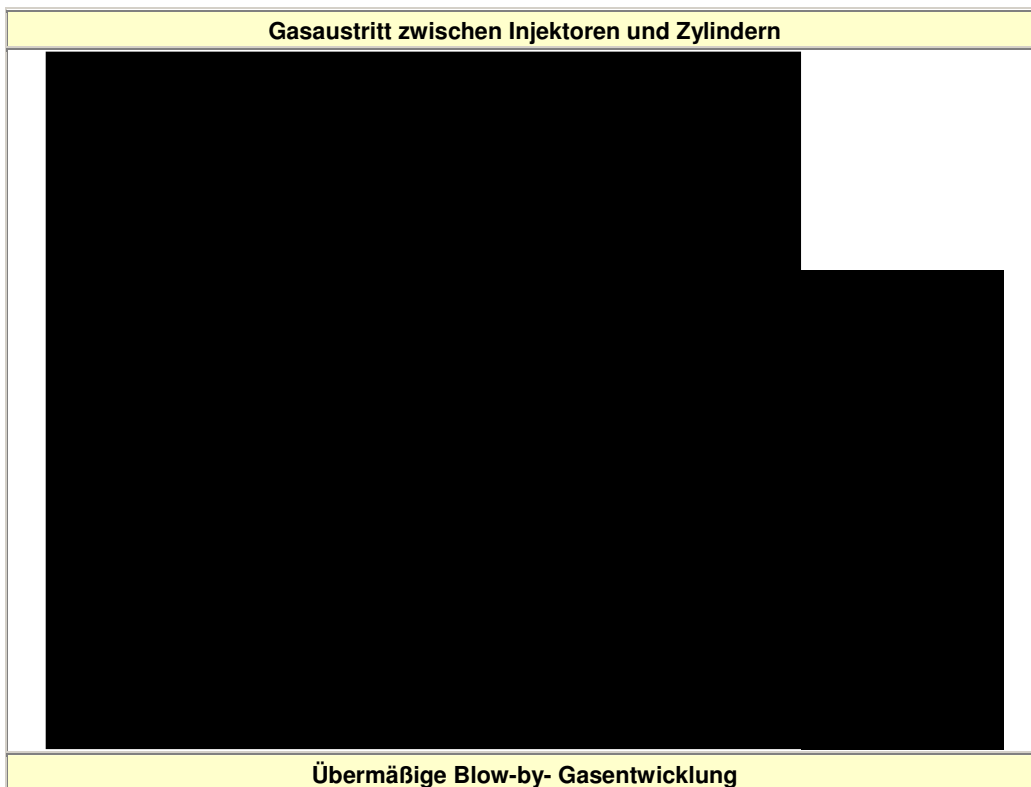 Gasaustritt zwischen Injektoren und Zylindern
Übermäßige Blow-by- Gasentwicklung